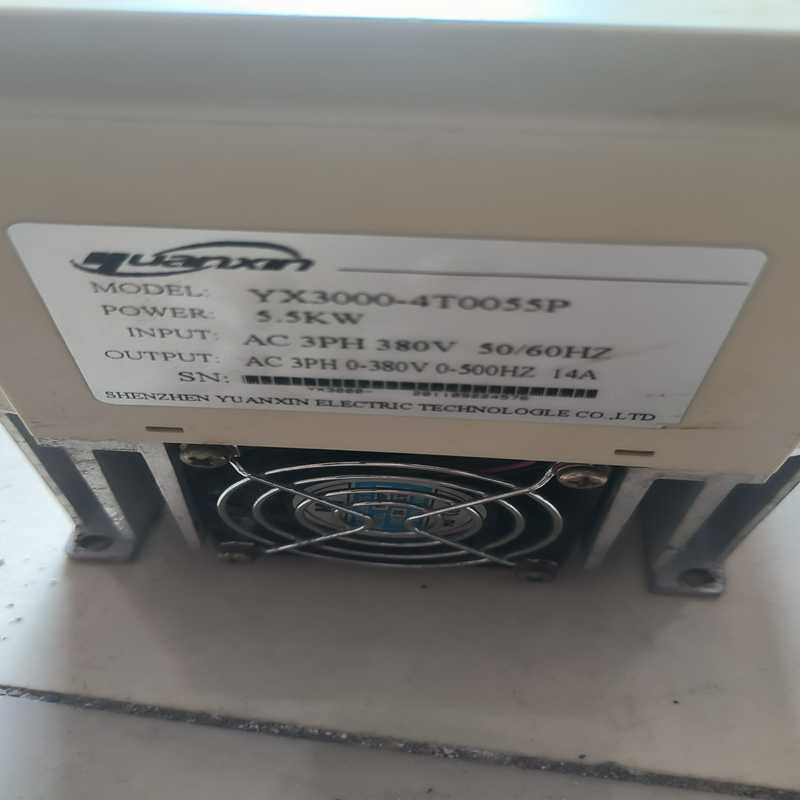 Yuanxin
MODEL: YX3000-4T0055P
POWER: 5.5KW
INPUT: AC 3PH 380V 50/60HZ
OUTPUT: AC 3PH 0-380V 0-500HZ 14A
SN:
YX3000-
SHENZHEN YUANXIN ELECTRIC TECHNOLOGLE CO.,LTD